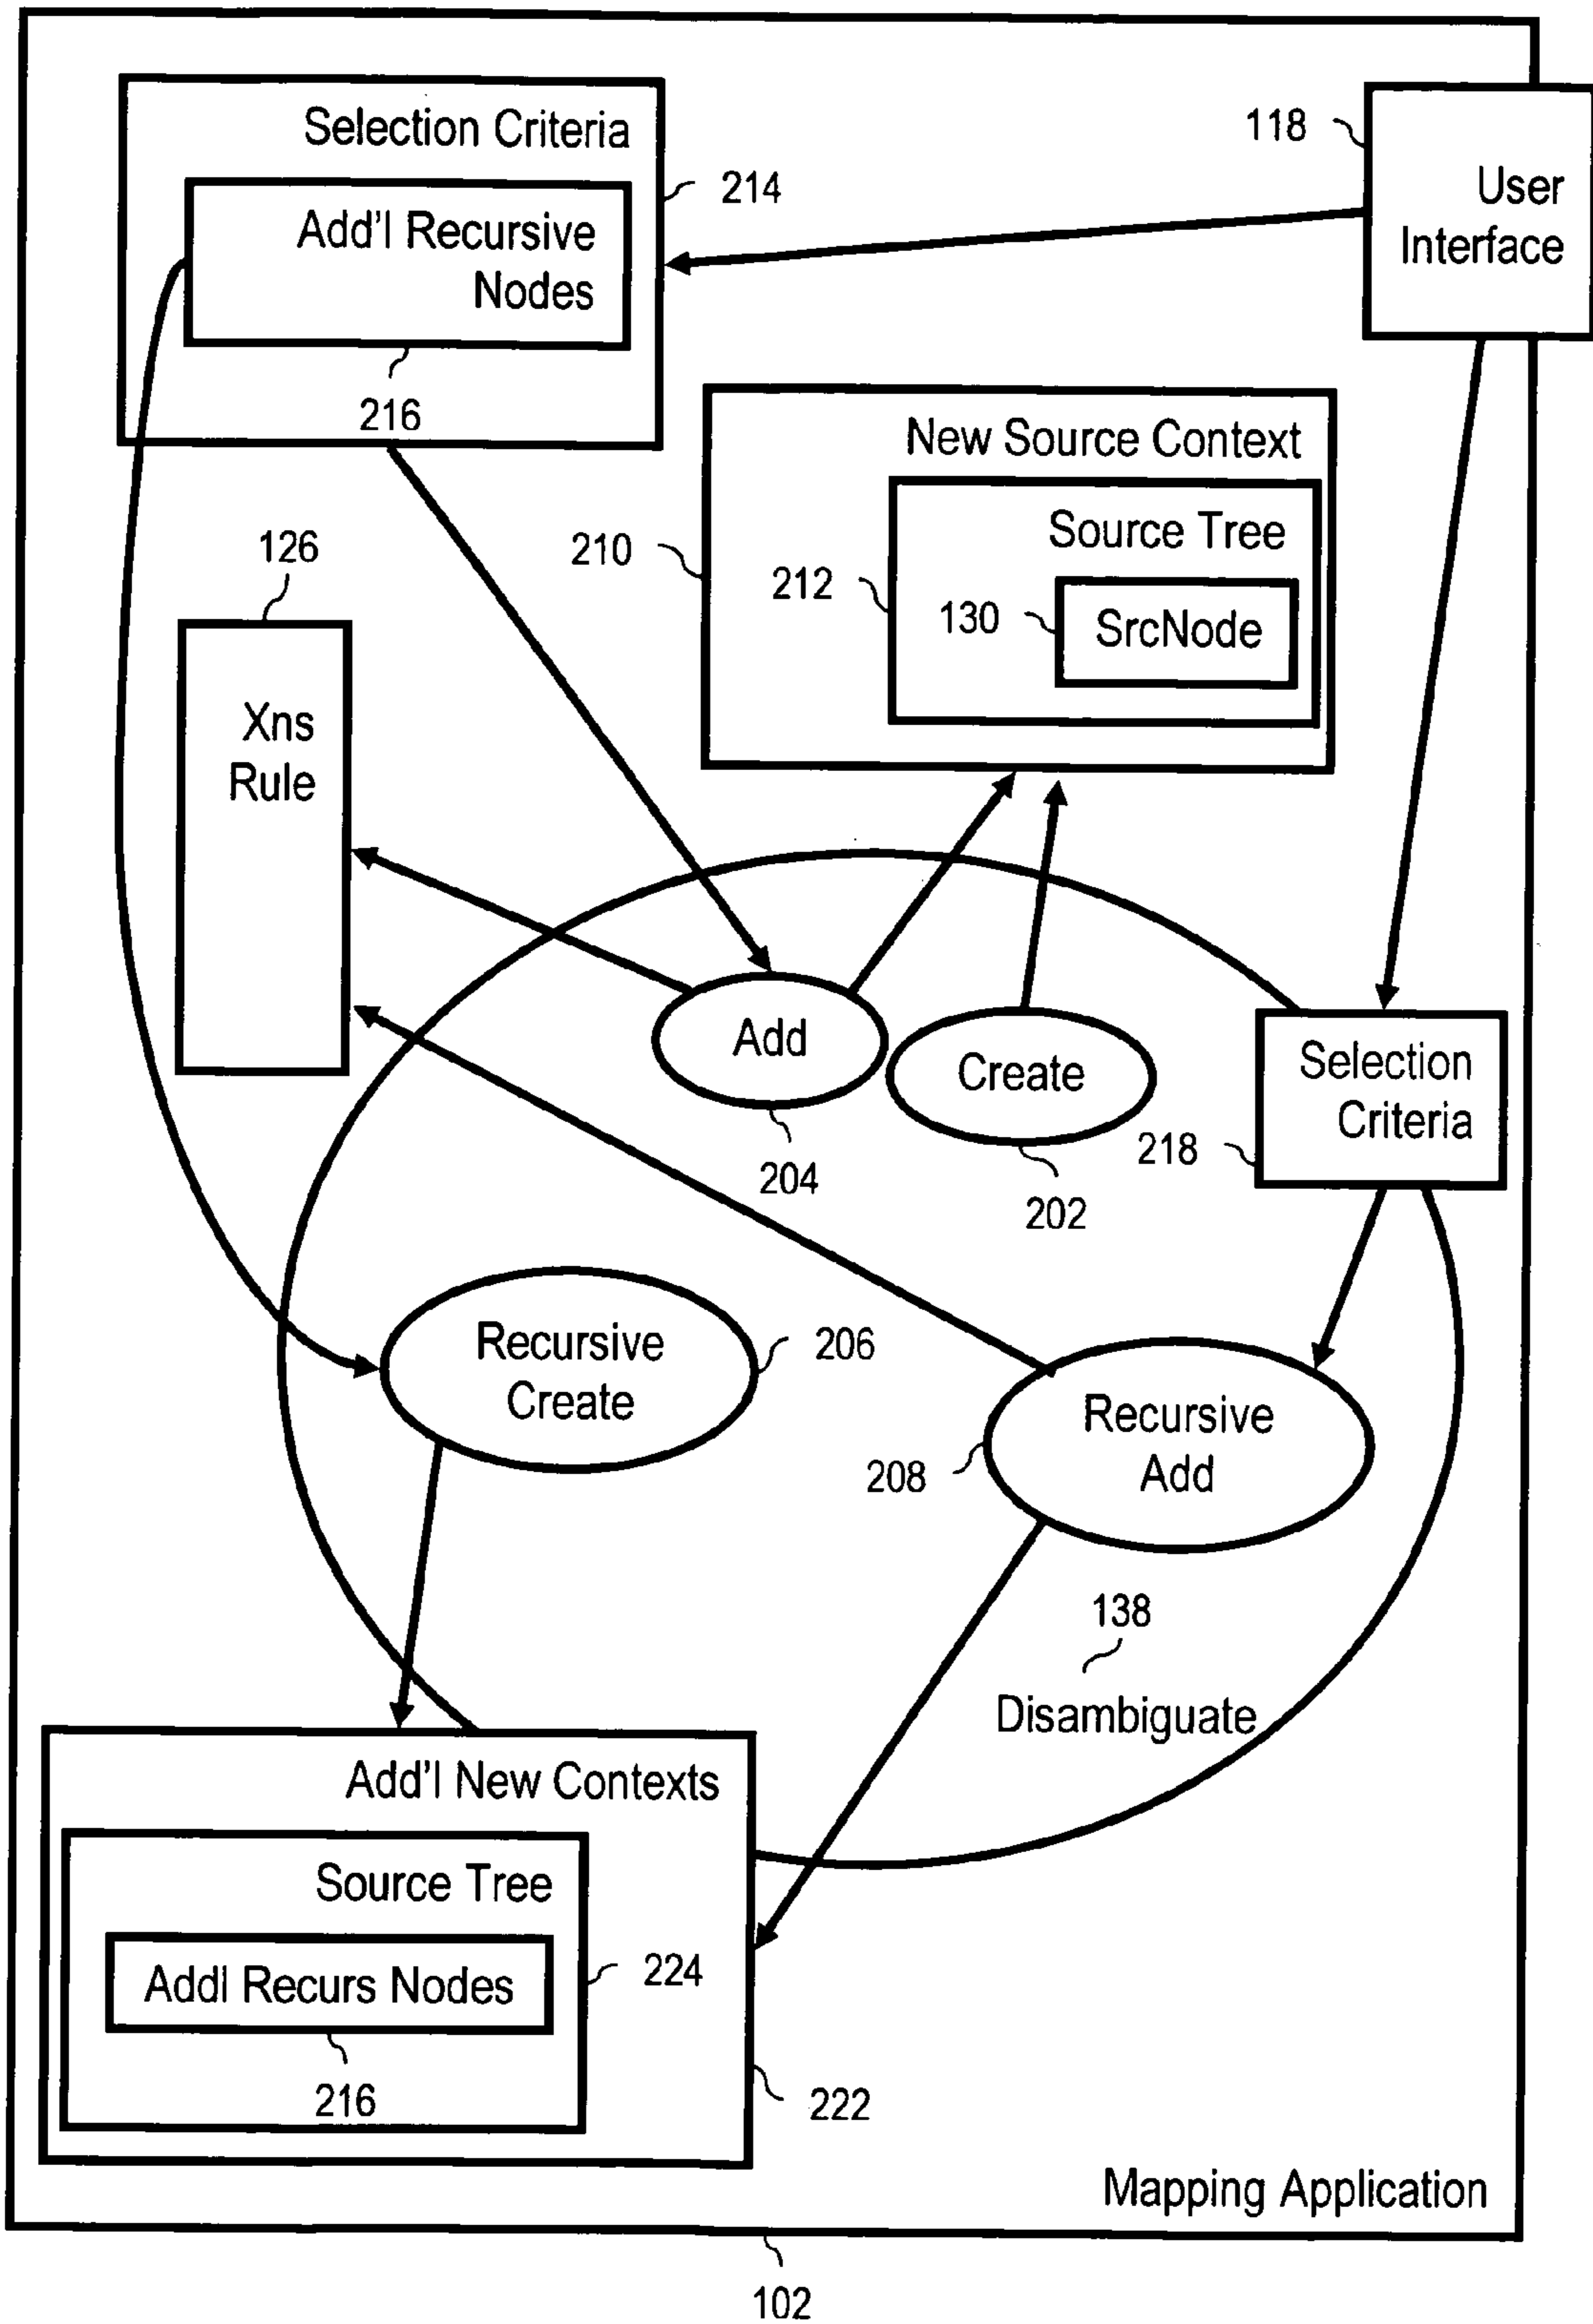 Selection Criteria
118
214
User
Interface
Add'l Recursive
Nodes
216
New Source Context
126
210
Source Tree
212
130
SrcNode
Xns
Rule
Add
Create
Selection
Criteria
218
204
202
Recursive
Create
206
Recursive
Add
208
138
Disambiguate
Add'l New Contexts
Source Tree
224
Addl Recurs Nodes
216
222
Mapping Application
102